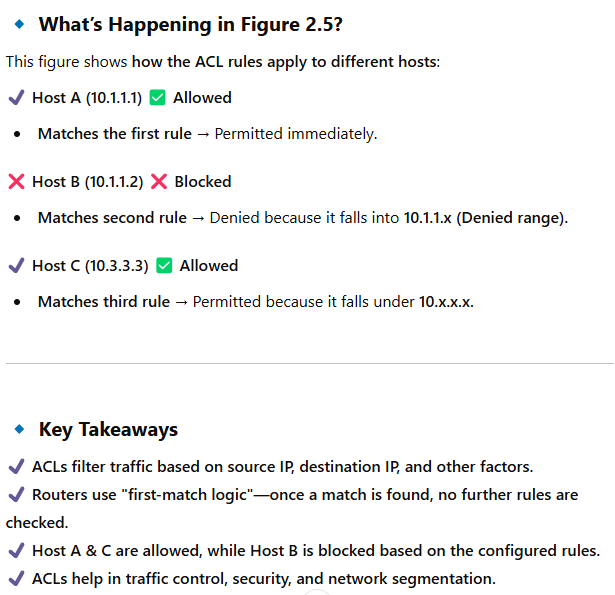 🔹 What's Happening in Figure 2.5?
This figure shows how the ACL rules apply to different hosts:
✔ Host A (10.1.1.1) ✅ Allowed
• Matches the first rule → Permitted immediately.
❌ Host B (10.1.1.2) ❌ Blocked
• Matches second rule → Denied because it falls into 10.1.1.x (Denied range).
✔ Host C (10.3.3.3) ✅ Allowed
• Matches third rule → Permitted because it falls under 10.x.x.x.
🔹 Key Takeaways
✔ ACLs filter traffic based on source IP, destination IP, and other factors.
✔ Routers use "first-match logic"—once a match is found, no further rules are
checked.
✔ Host A & C are allowed, while Host B is blocked based on the configured rules.
✔ ACLs help in traffic control, security, and network segmentation.